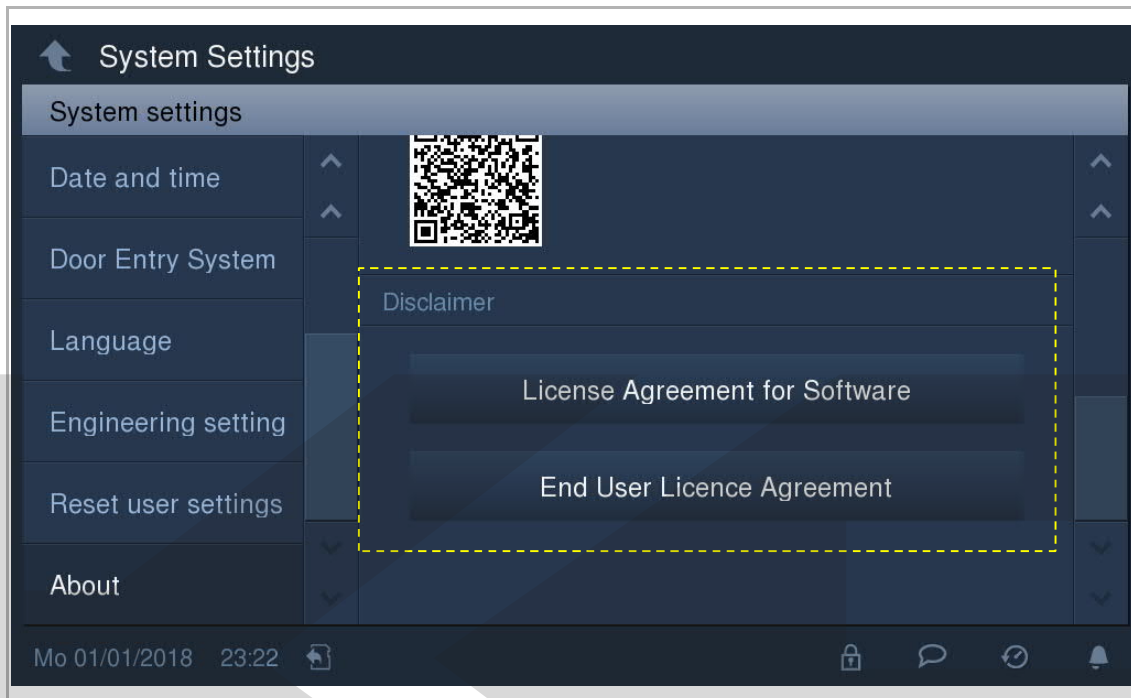 System Settings
System settings
Date and time
Door Entry System
Language
Engineering setting
Reset user settings
About
Disclaimer
License Agreement for Software
End User Licence Agreement
Mo 01/01/2018 23:22